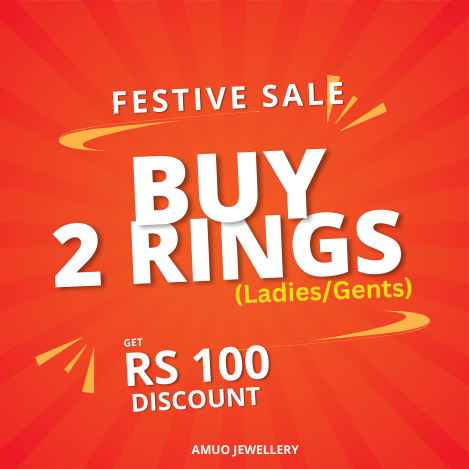 FESTIVE SALE
BUY
2 RINGS
(Ladies/Gents)
GET
RS 100
DISCOUNT
AMUO JEWELLERY